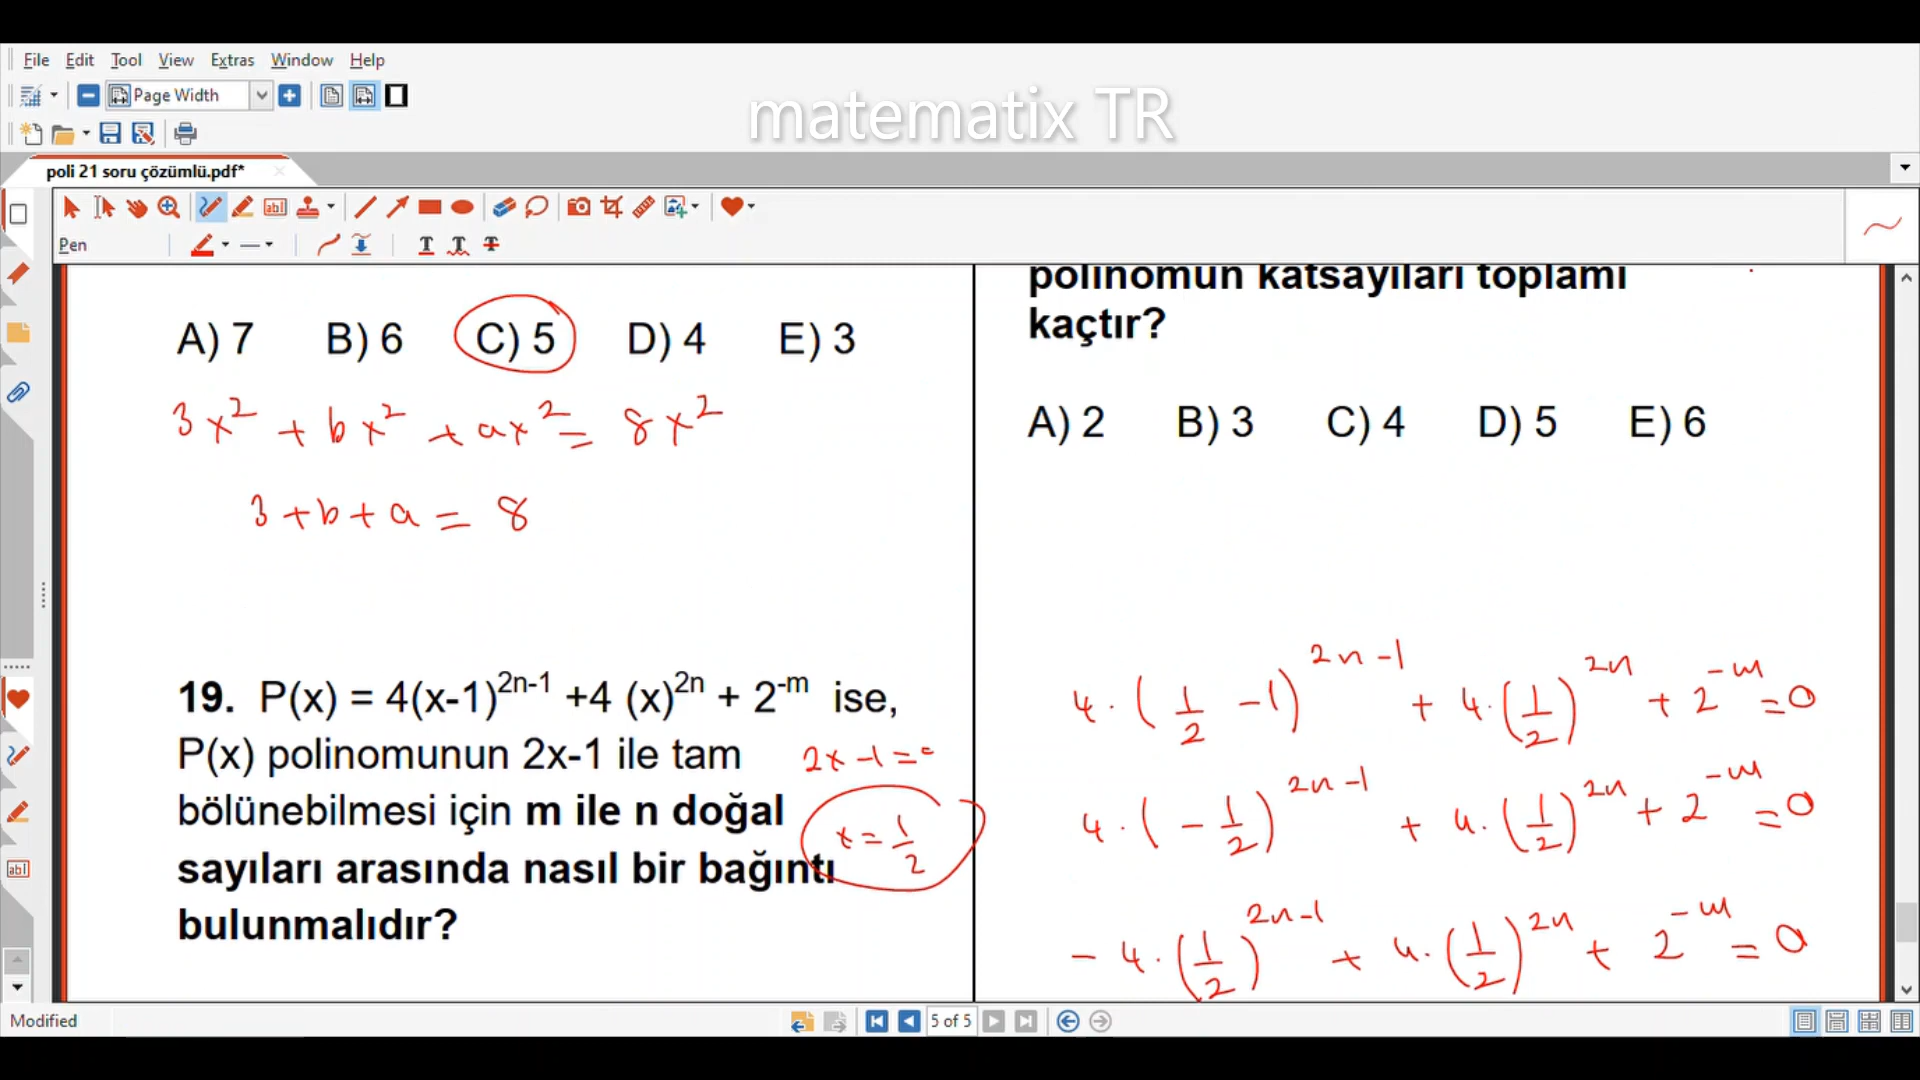 File Edit Tool View Extras Window Help
Page Width
matematix TR
poli 21 soru çözümlü.pdf*
Pen
A) 7 B) 6 C) 5 D) 4 E) 3
3x² + bx² + ax² = 8x²
3 + b + a = 8
19. P(x) = 4(x-1)²ⁿ⁻¹ +4 (x)²ⁿ + 2⁻ᵐ ise,
P(x) polinomunun 2x-1 ile tam
bölünebilmesi için m ile n doğal
sayıları arasında nasıl bir bağıntı
bulunmalıdır?
2x - 1 = 0
x = 1/2
polinomun katsayıları toplamı
kaçtır?
A) 2 B) 3 C) 4 D) 5 E) 6
4 · (1/2 - 1)²ⁿ⁻¹ + 4 · (1/2)²ⁿ + 2⁻ᵐ = 0
4 · (- 1/2)²ⁿ⁻¹ + 4 · (1/2)²ⁿ + 2⁻ᵐ = 0
- 4 · (1/2)²ⁿ⁻¹ + 4 · (1/2)²ⁿ + 2⁻ᵐ = 0
Modified
5 of 5